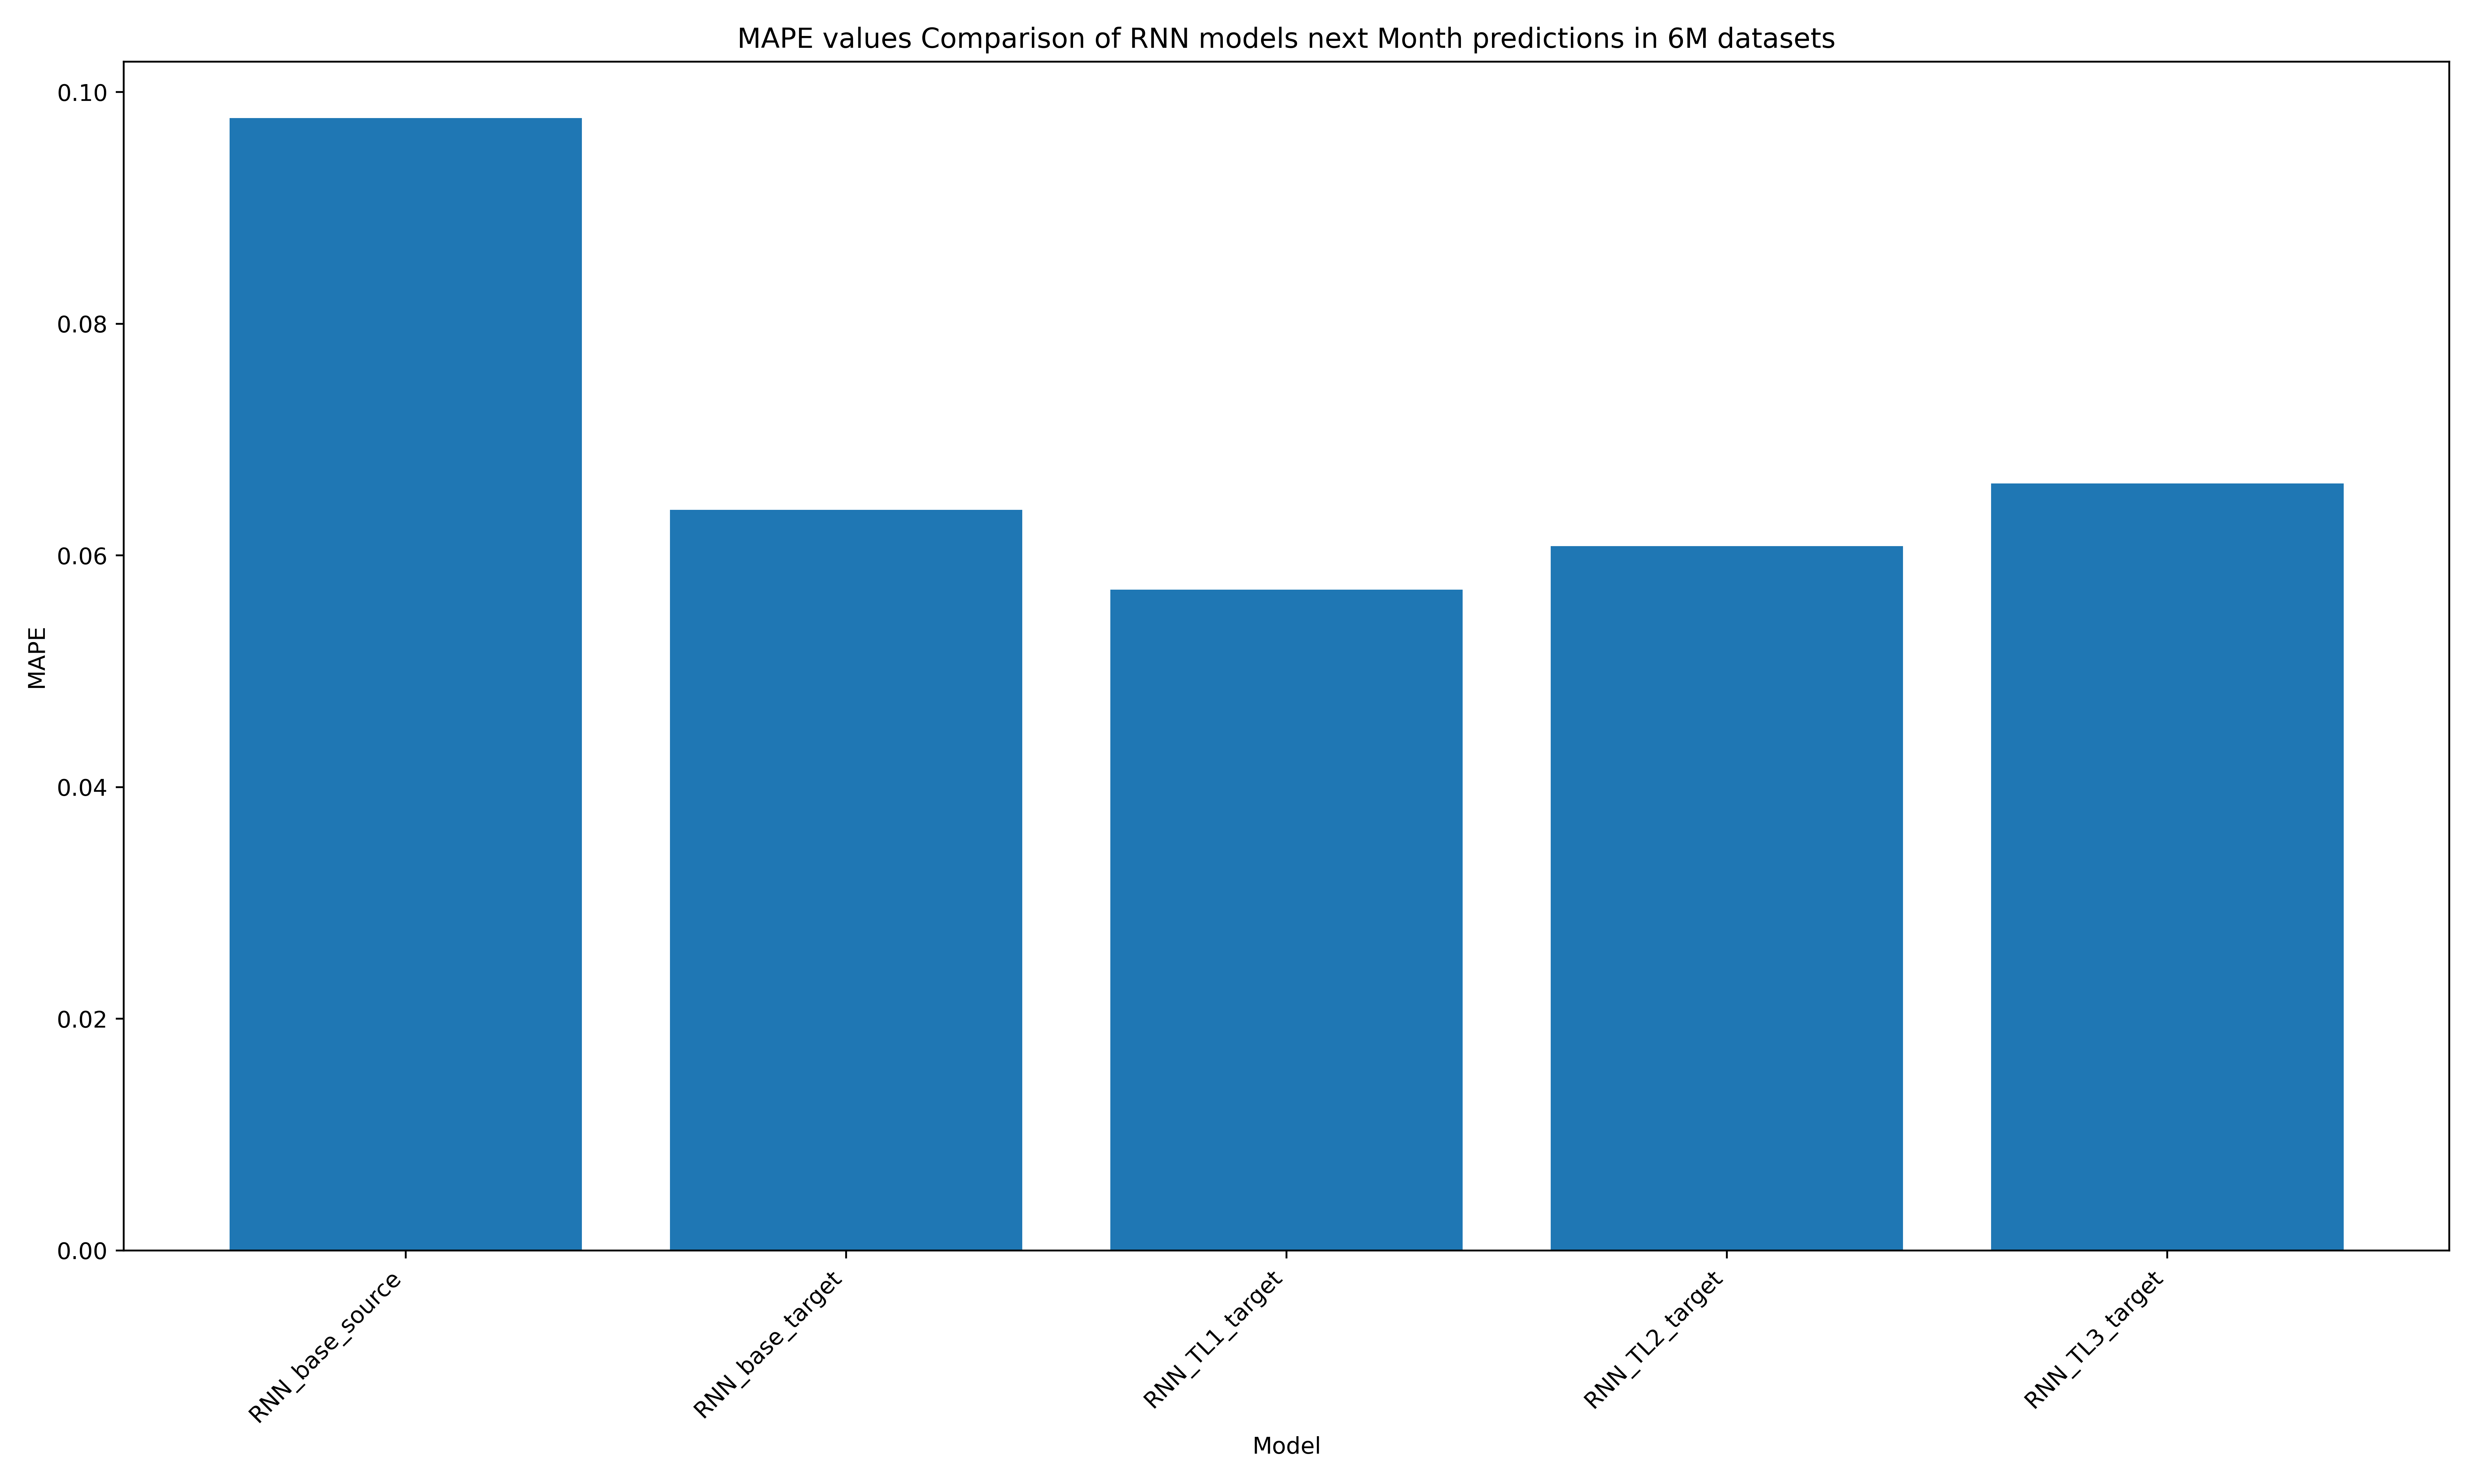 MAPE values Comparison of RNN models next Month predictions in 6M datasets
0.10
0.08
0.06
0.04
0.02
0.00
MAPE
RNN_base_source
RNN_base_target
RNN_TL1_target
RNN_TL2_target
RNN_TL3_target
Model